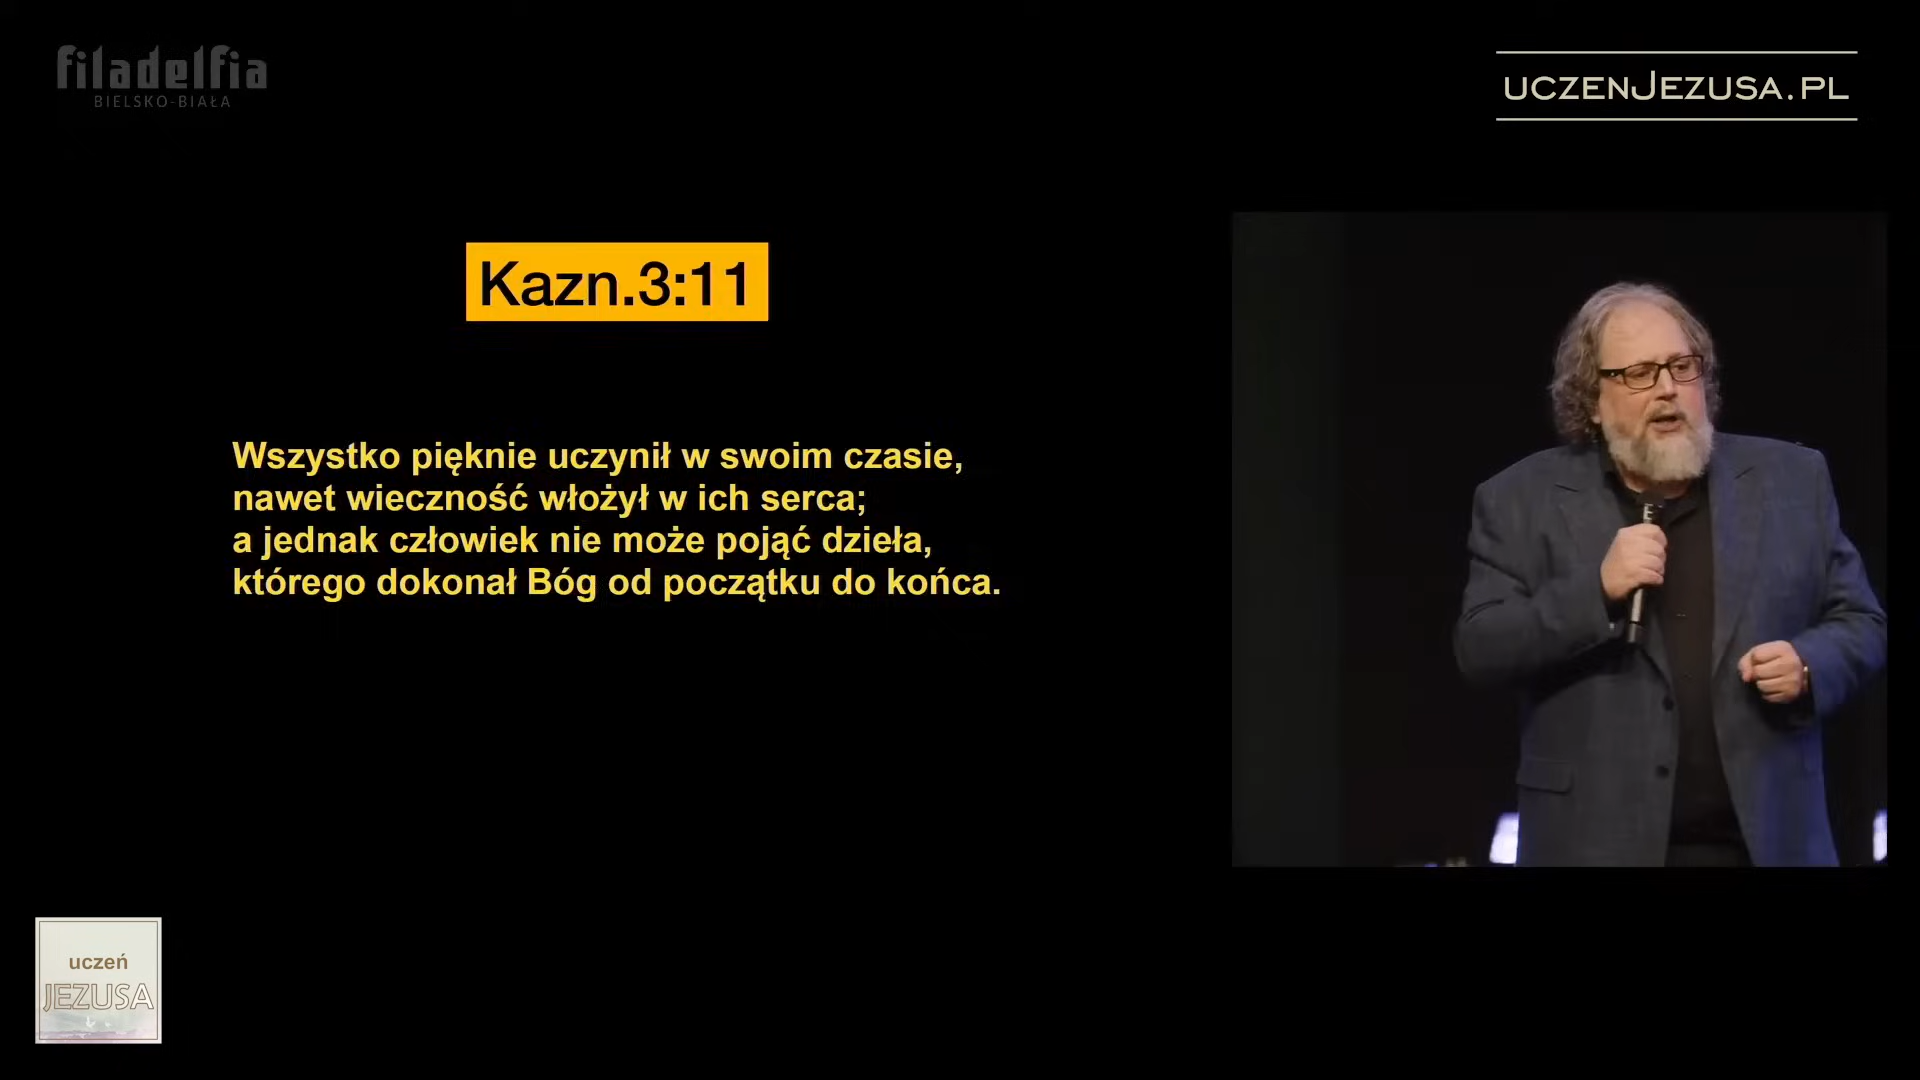 filadelfia
BIELSKO-BIAŁA
UCZENJEZUSA.PL
Kazn.3:11
Wszystko pięknie uczynił w swoim czasie,
nawet wieczność włożył w ich serca;
a jednak człowiek nie może pojąć dzieła,
którego dokonał Bóg od początku do końca.
uczeń
JEZUSA